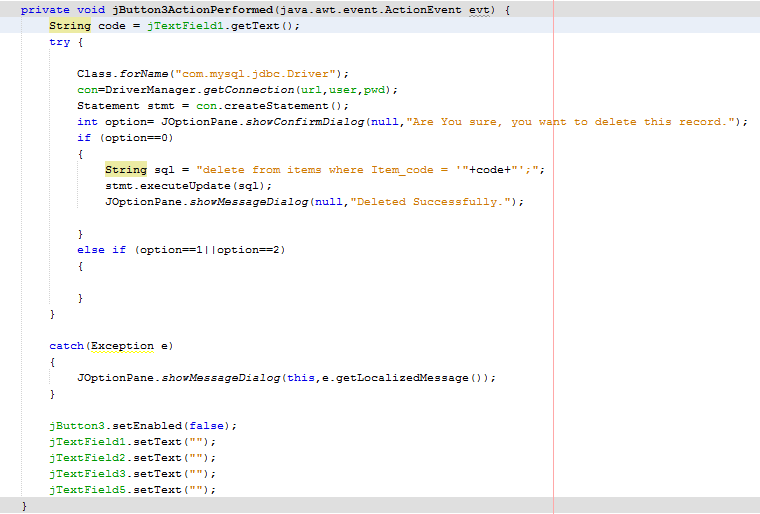 private void jButton3ActionPerformed(java.awt.event.ActionEvent evt) {
String code = jTextField1.getText();
try {
Class.forName("com.mysql.jdbc.Driver");
con=DriverManager.getConnection(url,user,pwd);
Statement stmt = con.createStatement();
int option= JOptionPane.showConfirmDialog(null,"Are You sure, you want to delete this record.");
if (option==0)
{
String sql = "delete from items where Item_code = '"+code+"';";
stmt.executeUpdate(sql);
JOptionPane.showMessageDialog(null,"Deleted Successfully.");
}
else if (option==1||option==2)
{
}
}
catch(Exception e)
{
JOptionPane.showMessageDialog(this,e.getLocalizedMessage());
}
jButton3.setEnabled(false);
jTextField1.setText("");
jTextField2.setText("");
jTextField3.setText("");
jTextField5.setText("");
}